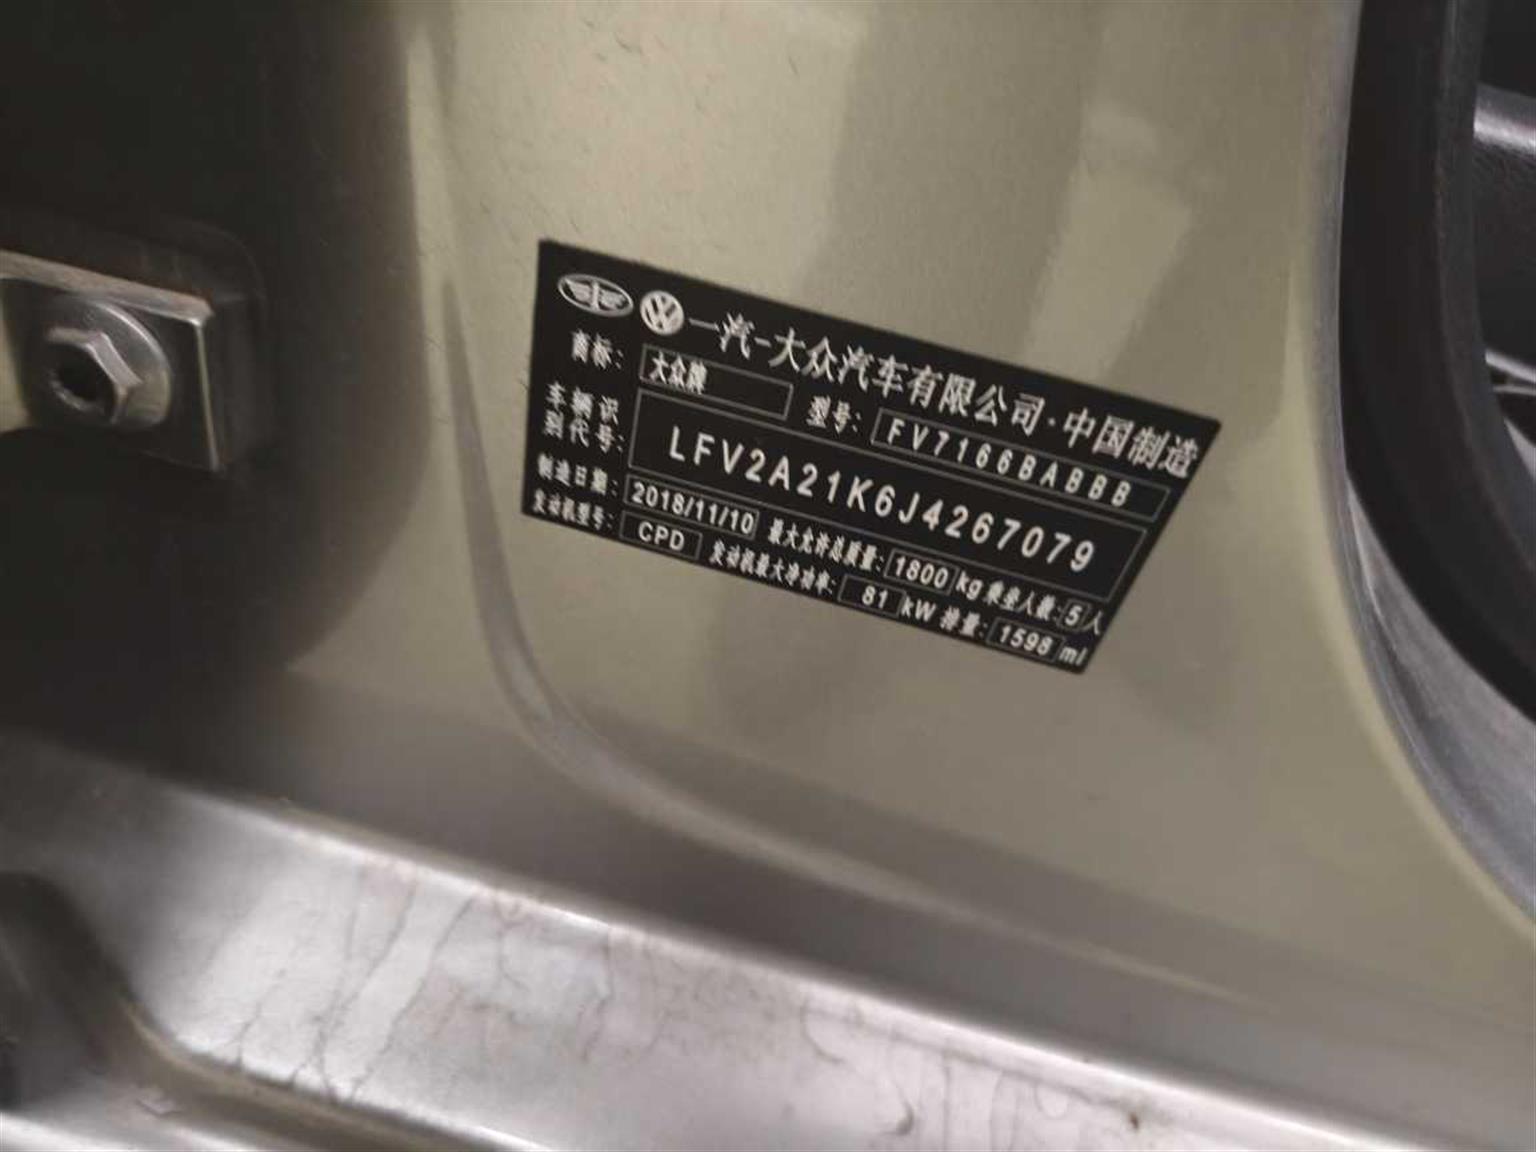 一汽-大众汽车有限公司·中国制造
商标: 大众牌 型号: FV7166BABBB
车辆识别代号: LFV2A21K6J4267079
制造日期: 2018/11/10 最大允许总质量: 1800 kg 乘坐人数: 5 人
发动机型号: CPD 发动机最大净功率: 81 kW 排量: 1598 ml